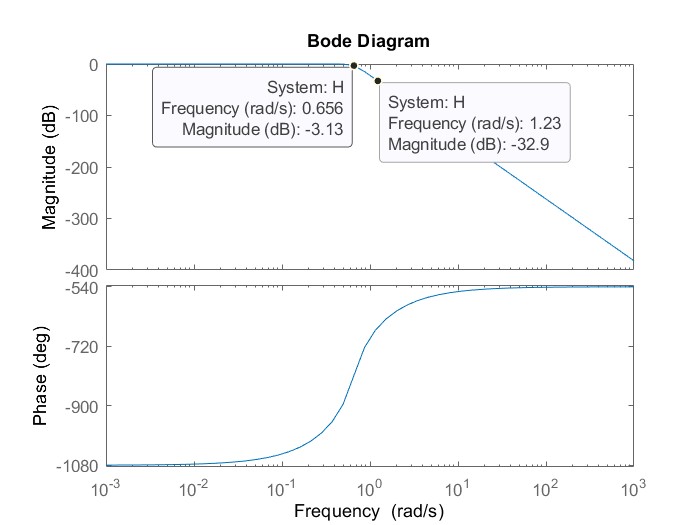 Bode Diagram
0
-100
-200
-300
-400
Magnitude (dB)
System: H
Frequency (rad/s): 0.656
Magnitude (dB): -3.13
System: H
Frequency (rad/s): 1.23
Magnitude (dB): -32.9
-540
-720
-900
-1080
Phase (deg)
10^-3 10^-2 10^-1 10^0 10^1 10^2 10^3
Frequency (rad/s)